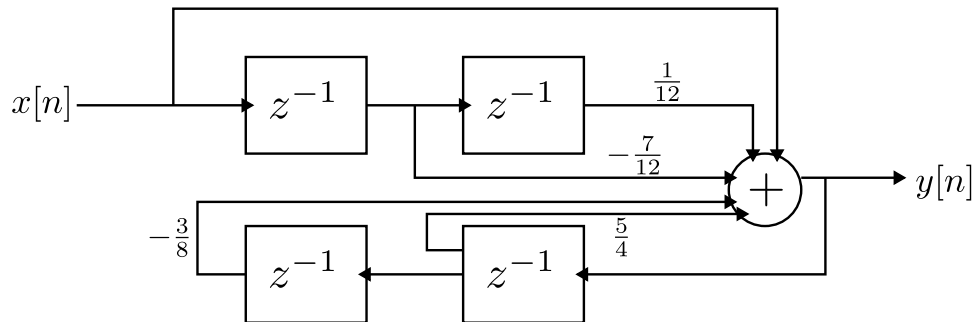 x[n]
z⁻¹
z⁻¹
1/12
-7/12
+
y[n]
-3/8
z⁻¹
z⁻¹
5/4